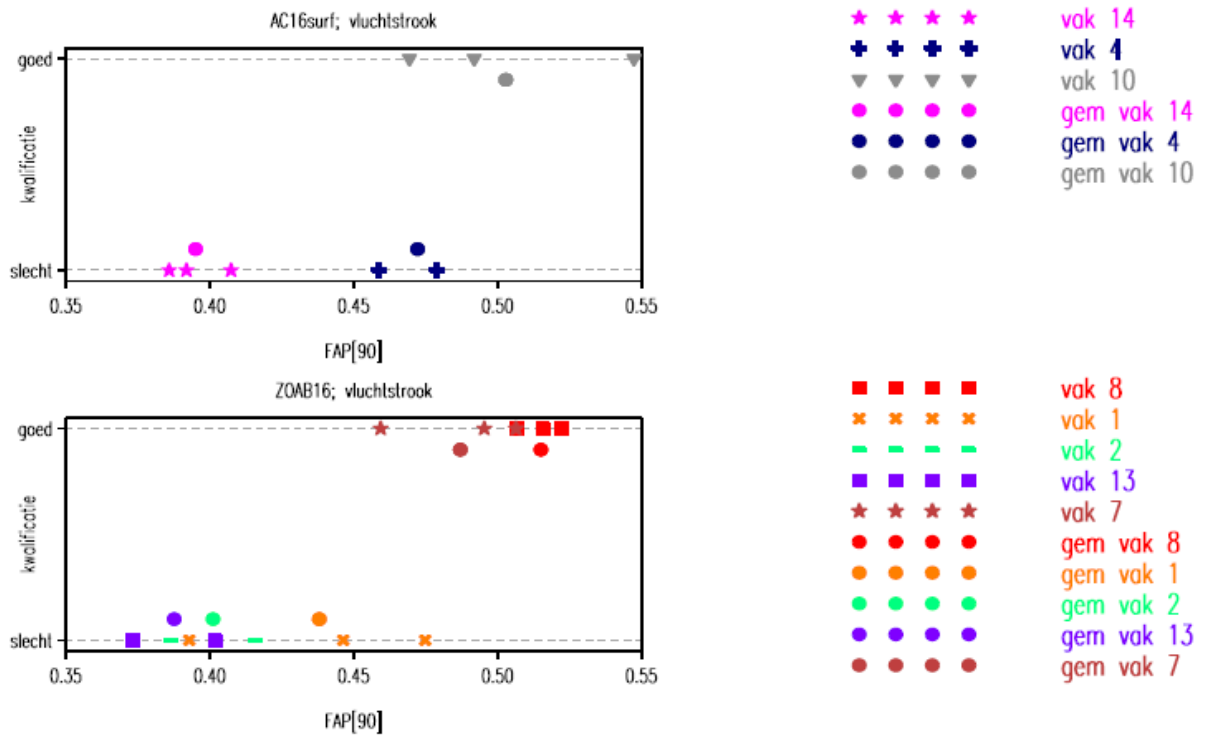 AC16surf; vluchtstrook
goed
kwalificatie
slecht
0.35 0.40 0.45 0.50 0.55
FAP[90]
vak 14
vak 4
vak 10
gem vak 14
gem vak 4
gem vak 10
ZOAB16; vluchtstrook
goed
kwalificatie
slecht
0.35 0.40 0.45 0.50 0.55
FAP[90]
vak 8
vak 1
vak 2
vak 13
vak 7
gem vak 8
gem vak 1
gem vak 2
gem vak 13
gem vak 7